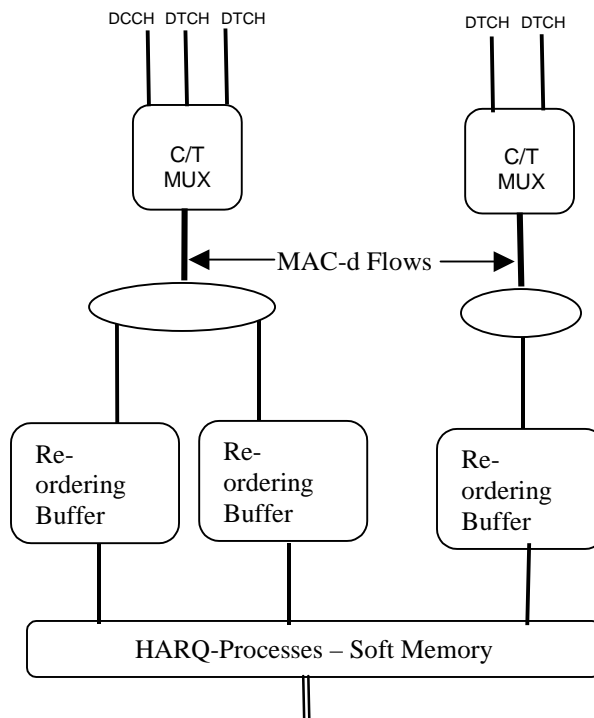 DCCH DTCH DTCH
DTCH DTCH
C/T
MUX
C/T
MUX
MAC-d Flows
Re-
ordering
Buffer
Re-
ordering
Buffer
Re-
ordering
Buffer
HARQ-Processes – Soft Memory